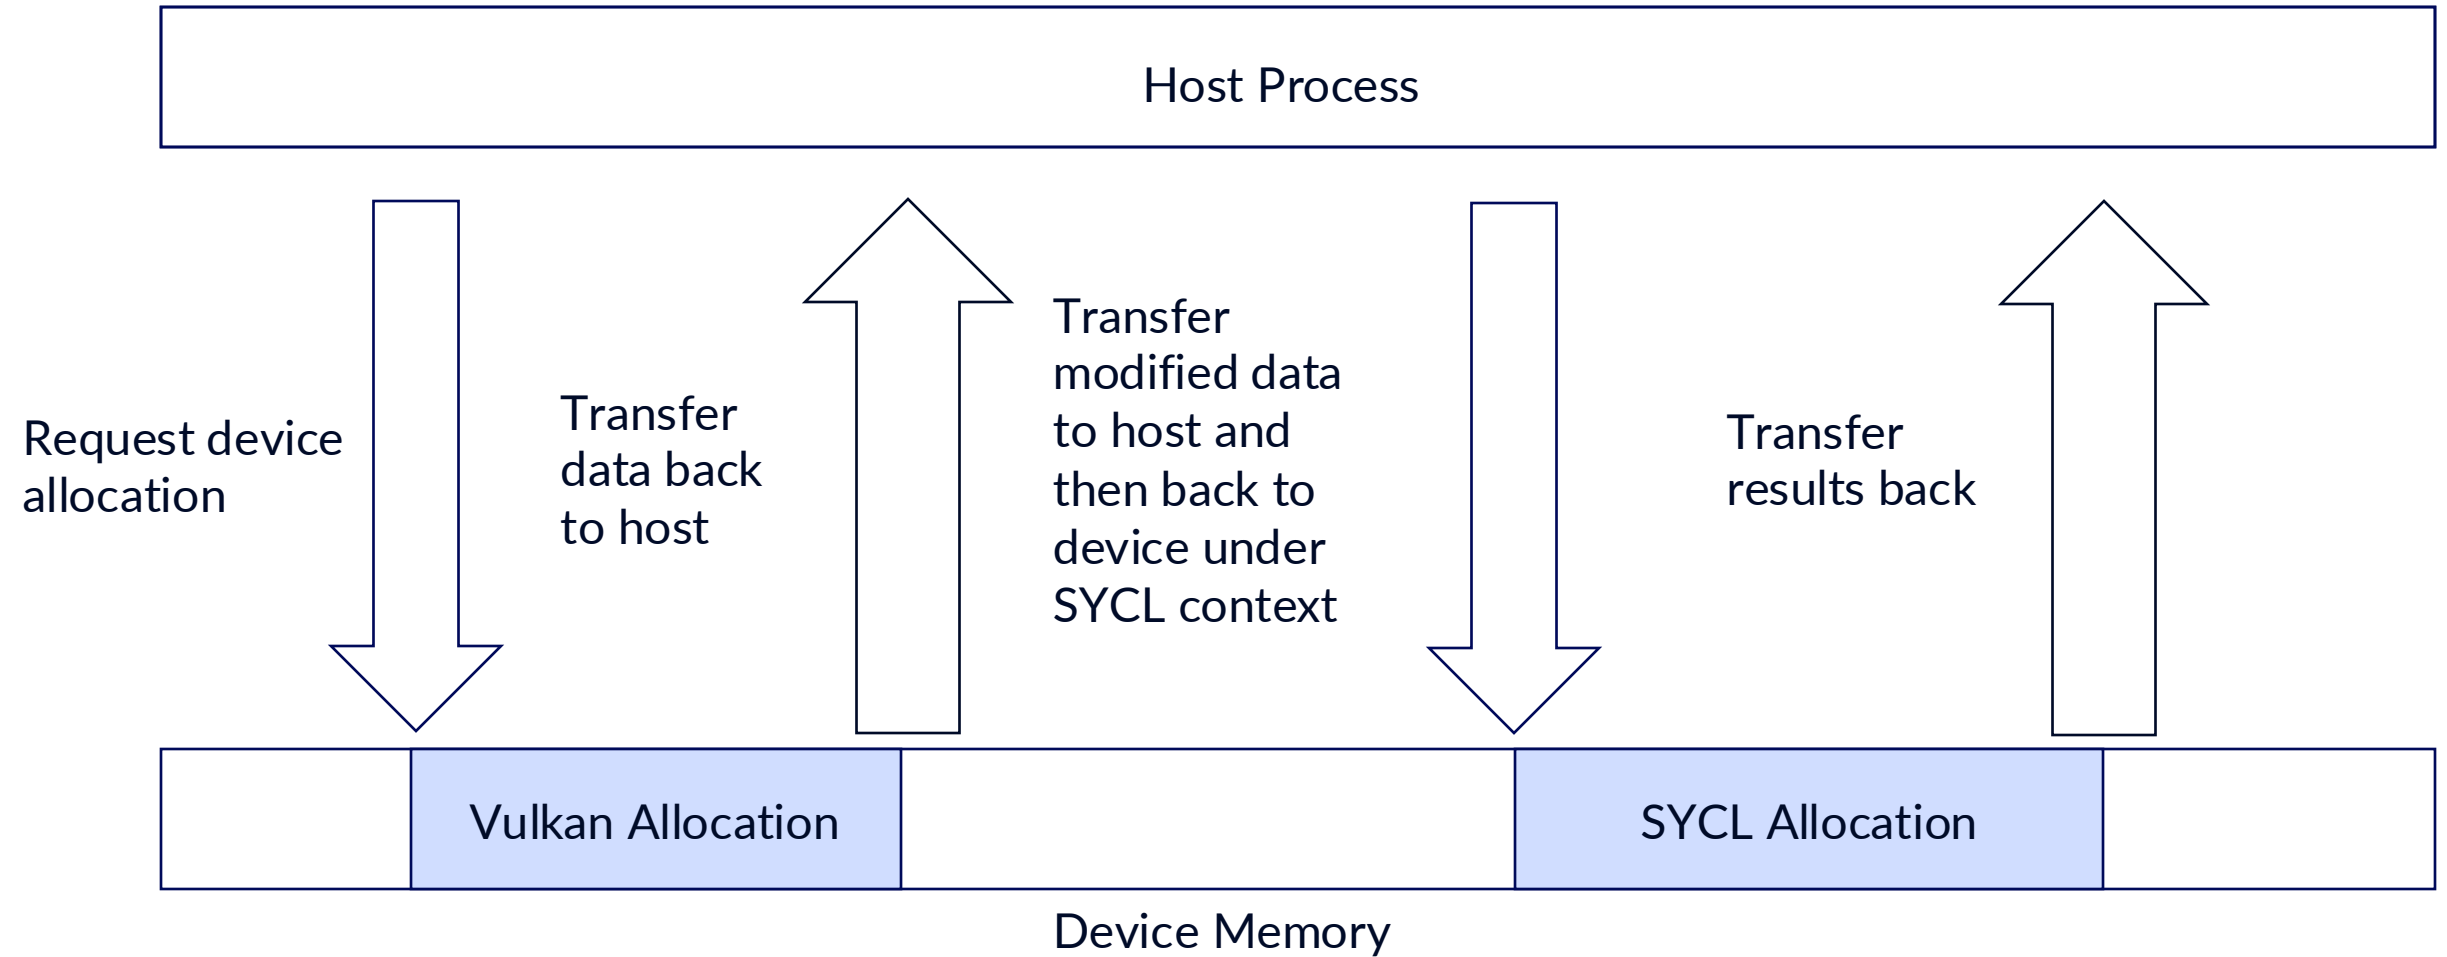 Host Process
Request device
allocation
Transfer
data back
to host
Transfer
modified data
to host and
then back to
device under
SYCL context
Transfer
results back
Vulkan Allocation
SYCL Allocation
Device Memory